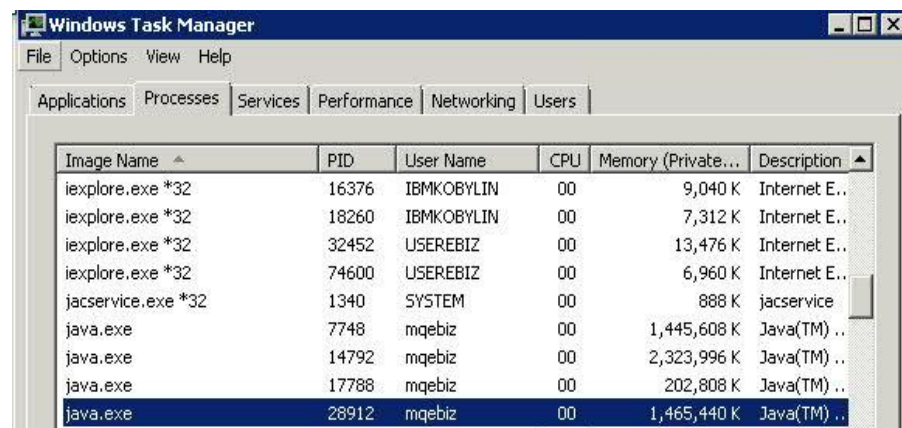 Windows Task Manager
File Options View Help
Applications Processes Services Performance Networking Users
Image Name PID User Name CPU Memory (Private... Description
iexplore.exe *32 16376 IBMKOBYLIN 00 9,040 K Internet E...
iexplore.exe *32 18260 IBMKOBYLIN 00 7,312 K Internet E...
iexplore.exe *32 32452 USEREBIZ 00 13,476 K Internet E...
iexplore.exe *32 74600 USEREBIZ 00 6,960 K Internet E...
jacservice.exe *32 1340 SYSTEM 00 888 K jacservice
java.exe 7748 mqebiz 00 1,445,608 K Java(TM) ...
java.exe 14792 mqebiz 00 2,323,996 K Java(TM) ...
java.exe 17788 mqebiz 00 202,808 K Java(TM) ...
java.exe 28912 mqebiz 00 1,465,440 K Java(TM) ...